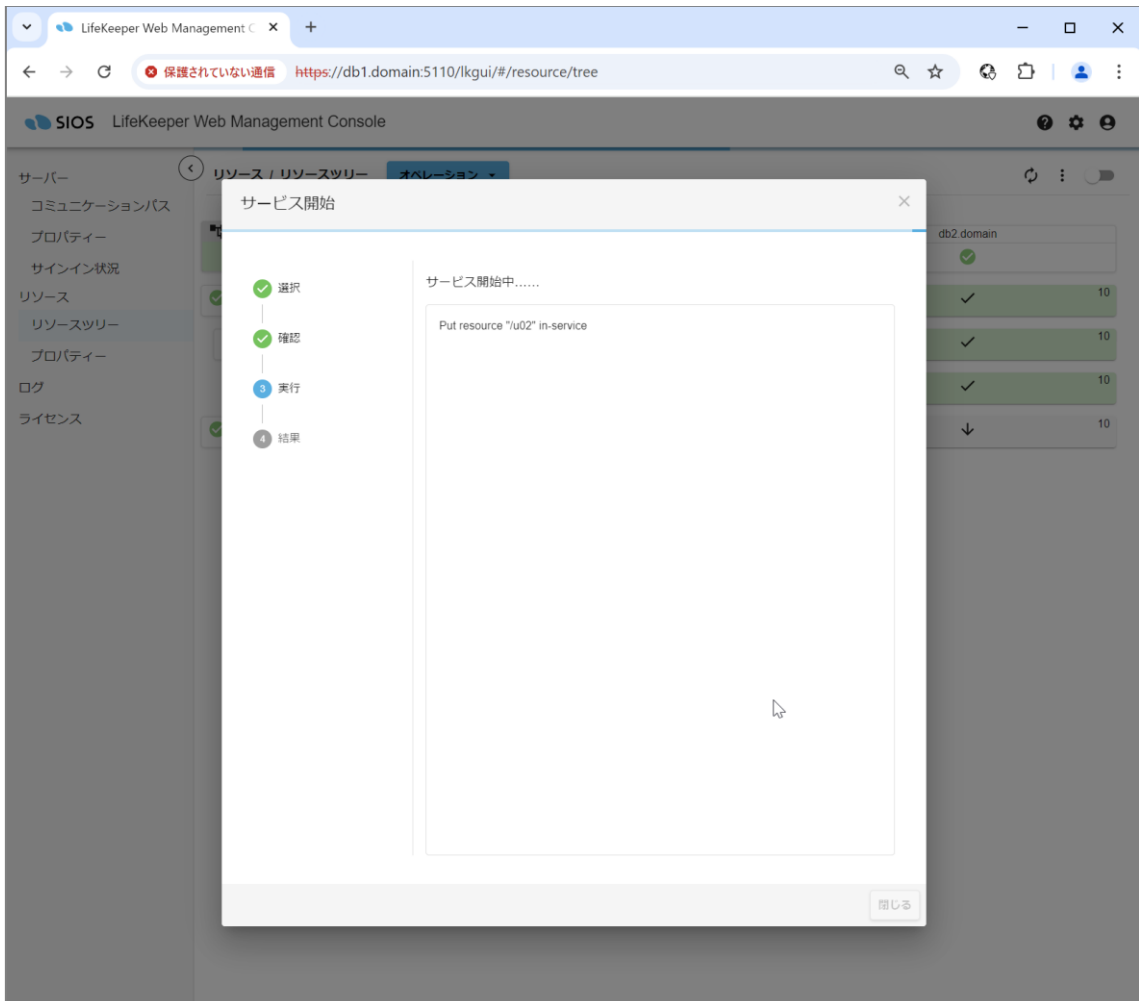 LifeKeeper Web Management C
保護されていない通信 https://db1.domain:5110/lkgui/#/resource/tree
SIOS LifeKeeper Web Management Console
サーバー
コミュニケーションパス
プロパティー
サインイン状況
リソース
リソースツリー
プロパティー
ログ
ライセンス
リソース / リソースツリー オペレーション
db2.domain
10
10
10
10
サービス開始
選択
確認
3 実行
4 結果
サービス開始中......
Put resource "/u02" in-service
閉じる